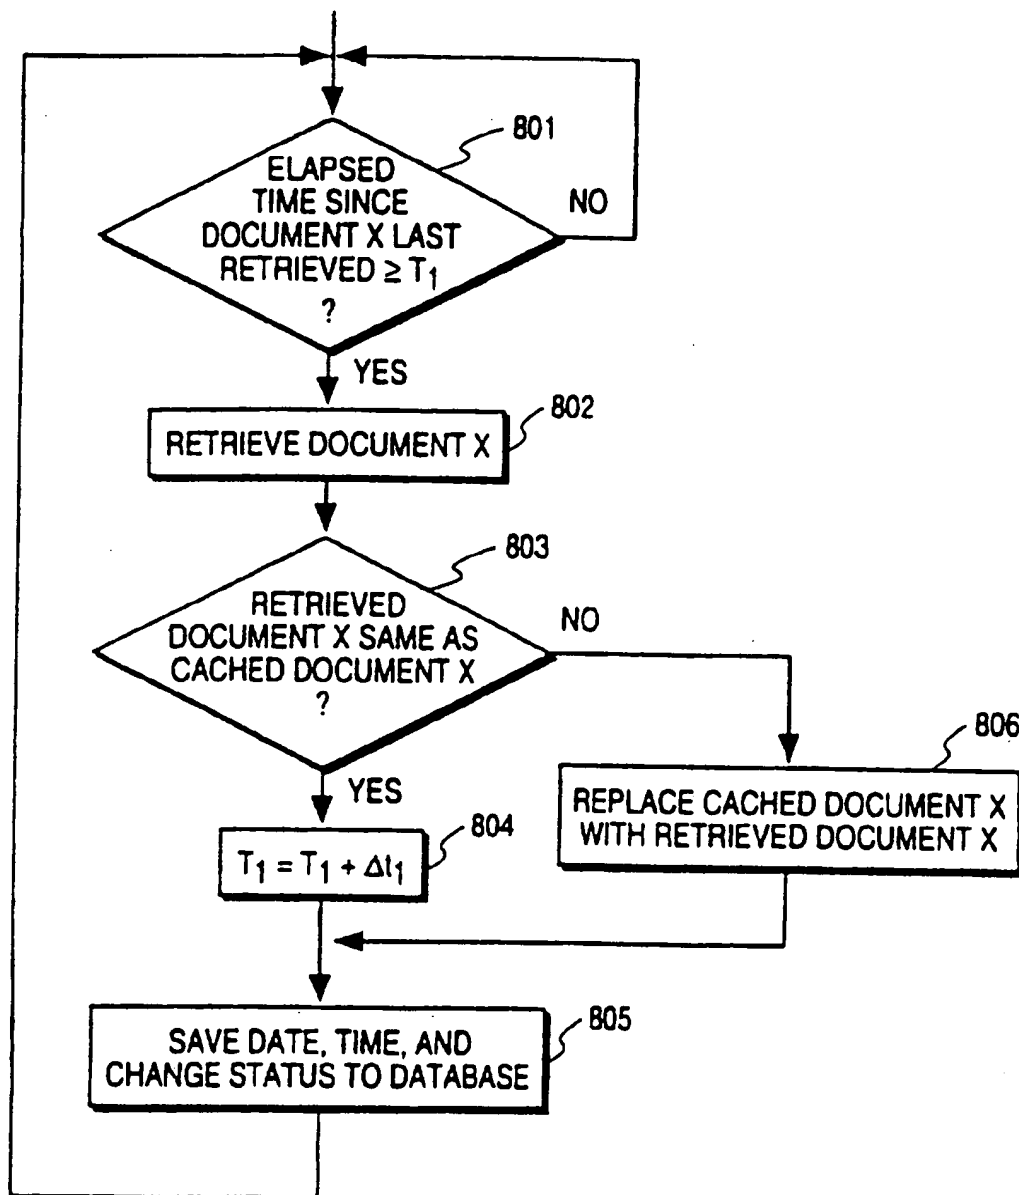 801
ELAPSED
TIME SINCE
DOCUMENT X LAST
RETRIEVED ≥ T1
?
NO
YES
802
RETRIEVE DOCUMENT X
803
RETRIEVED
DOCUMENT X SAME AS
CACHED DOCUMENT X
?
NO
YES
806
REPLACE CACHED DOCUMENT X
WITH RETRIEVED DOCUMENT X
804
T1 = T1 + Δt1
805
SAVE DATE, TIME, AND
CHANGE STATUS TO DATABASE